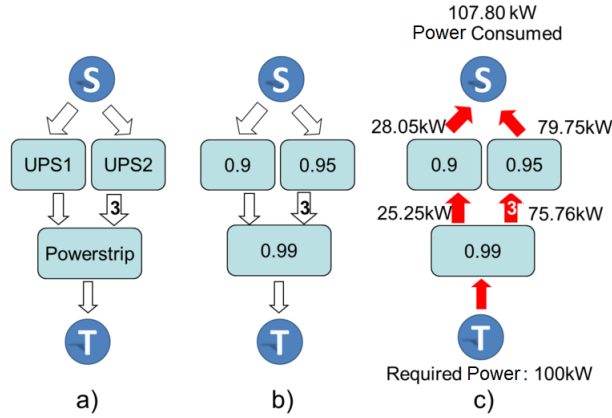 107.80 kW
Power Consumed
S
S
S
28.05kW
79.75kW
UPS1
UPS2
0.9
0.95
0.9
0.95
3
3
25.25kW
3
75.76kW
Powerstrip
0.99
0.99
T
T
T
Required Power: 100kW
a)
b)
c)